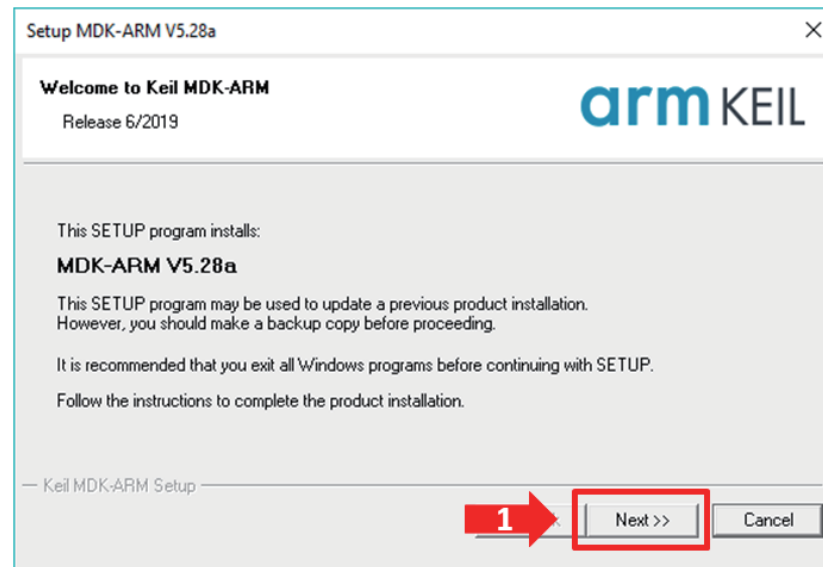 Setup MDK-ARM V5.28a
Welcome to Keil MDK-ARM
Release 6/2019
arm KEIL
This SETUP program installs:
MDK-ARM V5.28a
This SETUP program may be used to update a previous product installation.
However, you should make a backup copy before proceeding.
It is recommended that you exit all Windows programs before continuing with SETUP.
Follow the instructions to complete the product installation.
Keil MDK-ARM Setup
1
Next >>
Cancel